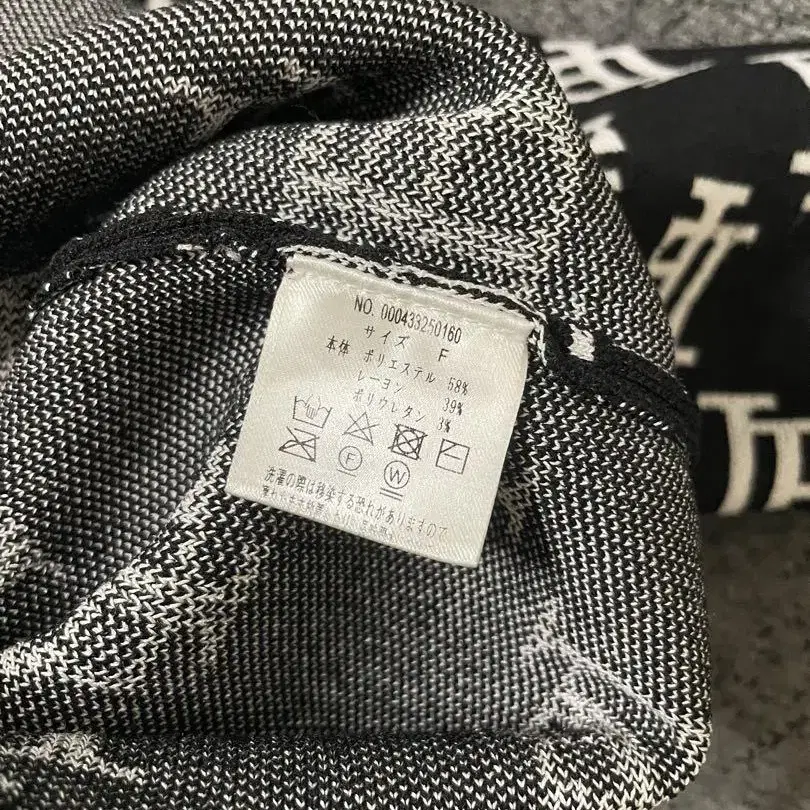 NO. 000433250160
サイズ F
本体 ポリエステル 58%
レーヨン 39%
ポリウレタン 3%
F W
洗濯の際は移染する恐れがありますので